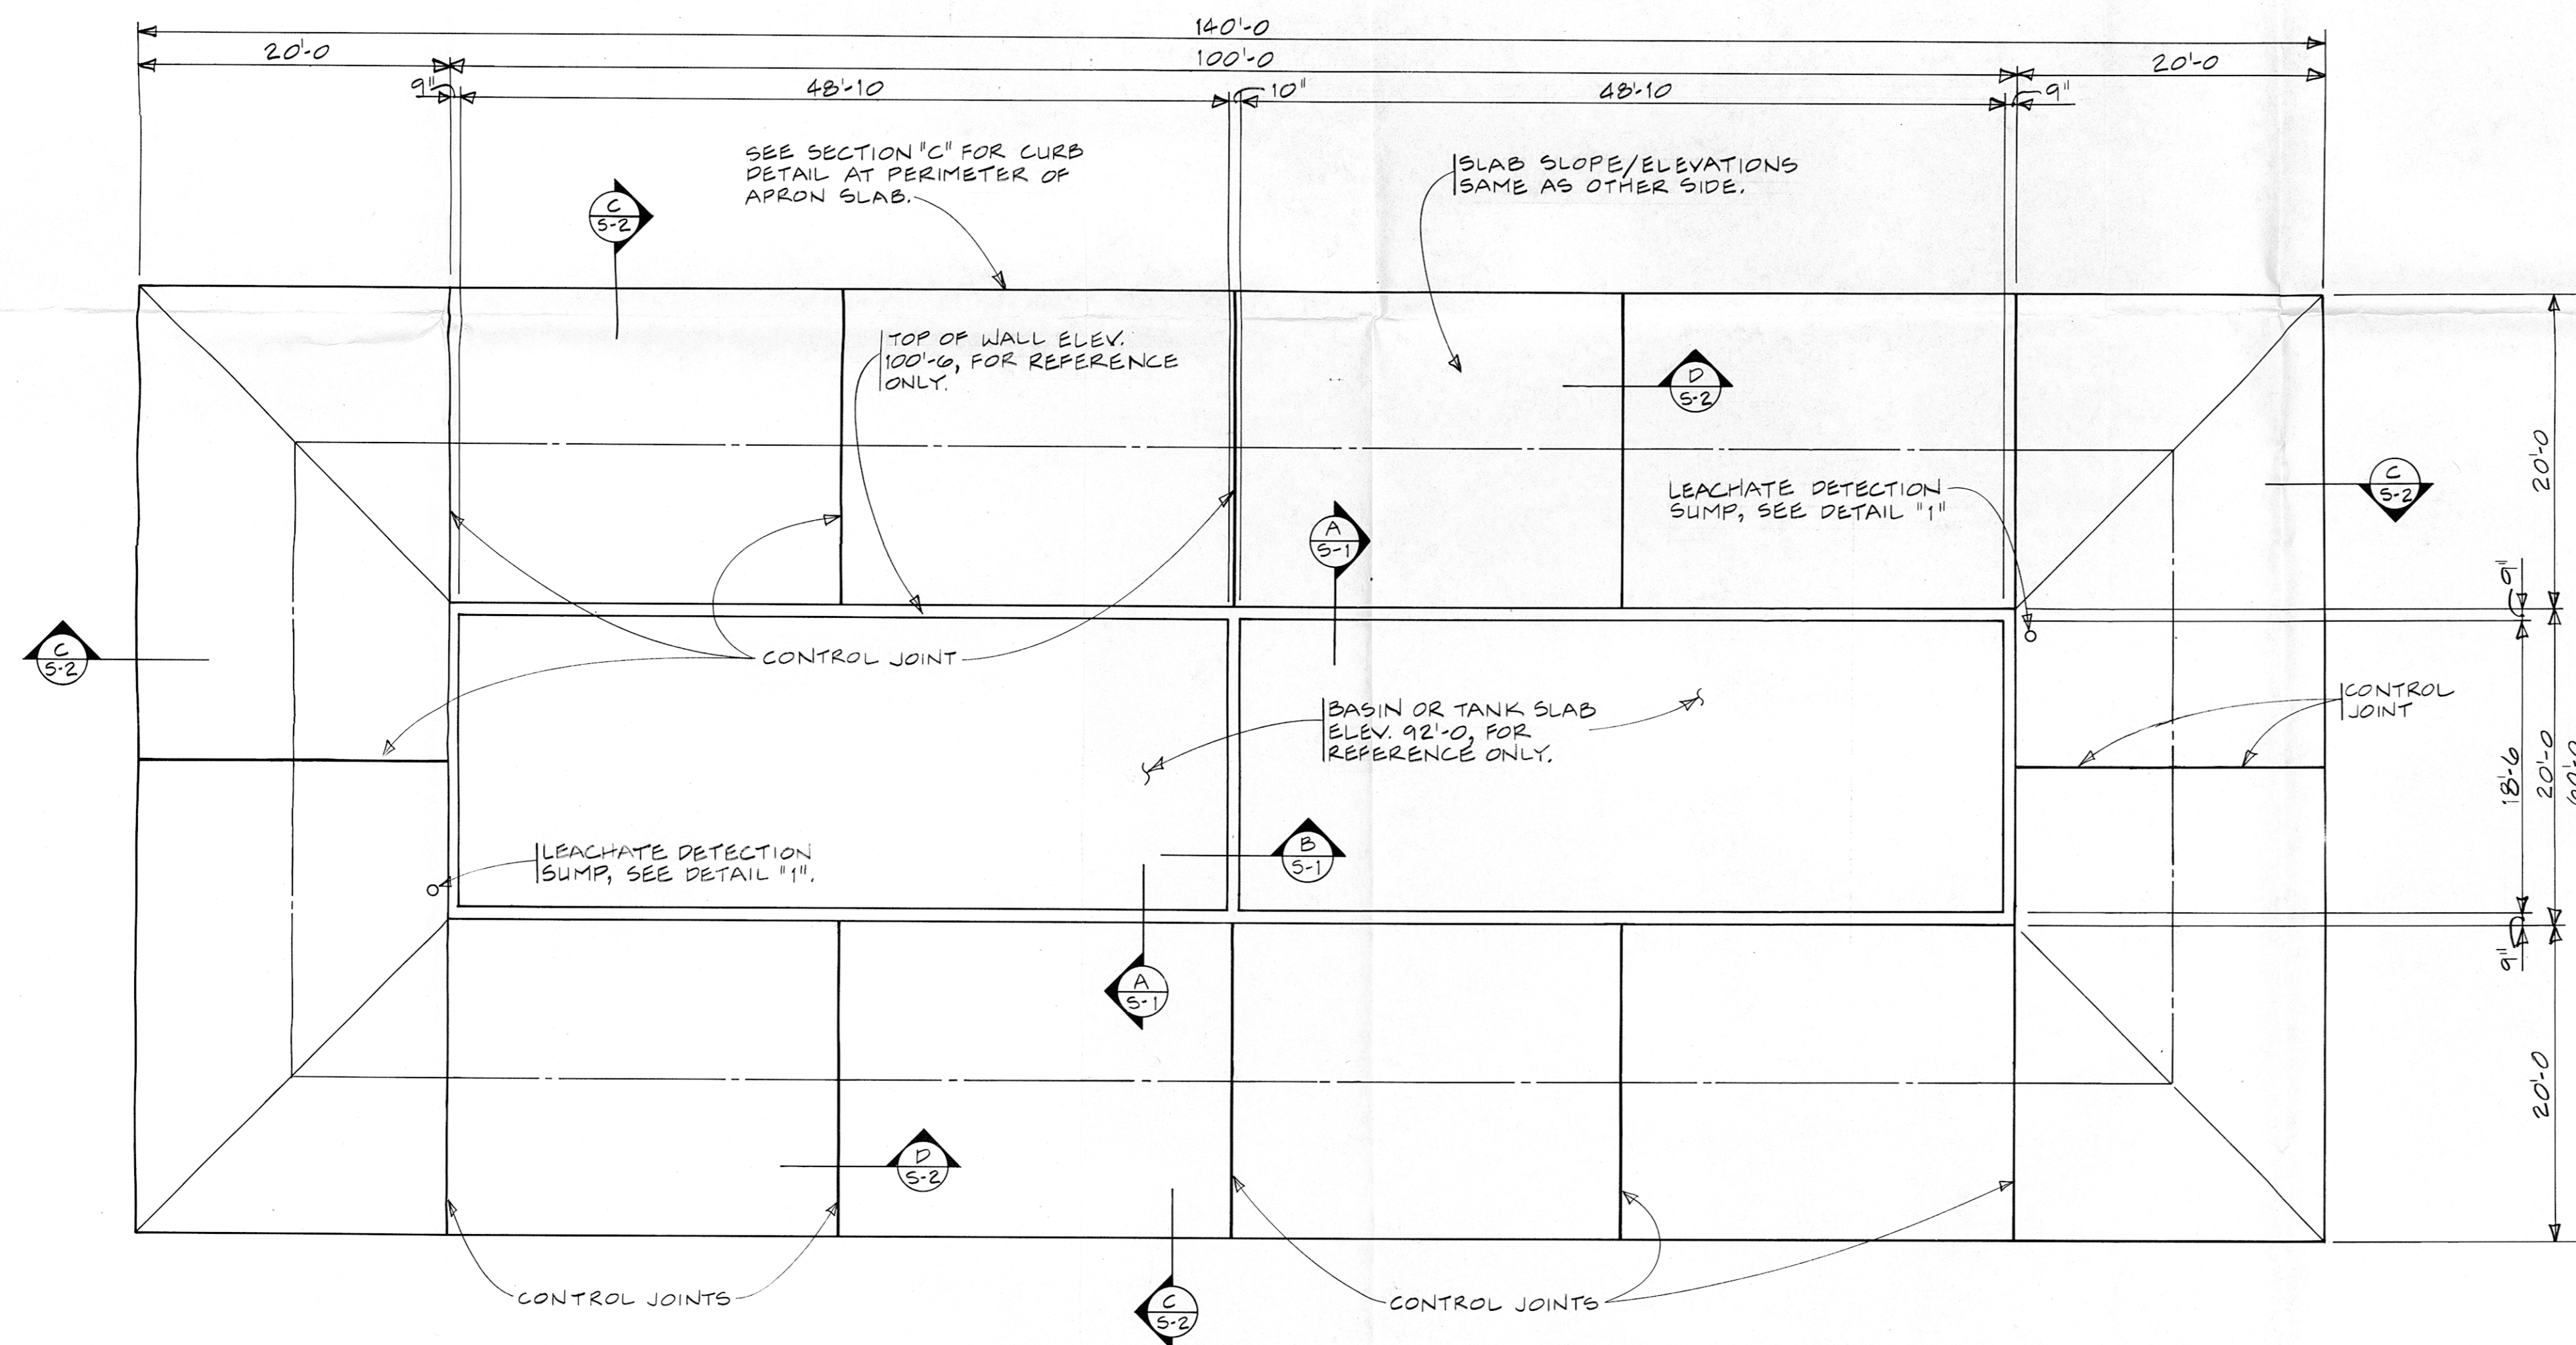 140'-0
20'-0
100'-0
20'-0
9"
48'-10
10"
48'-10
9"
SEE SECTION "C" FOR CURB
DETAIL AT PERIMETER OF
APRON SLAB.
SLAB SLOPE/ELEVATIONS
SAME AS OTHER SIDE.
C
S-2
TOP OF WALL ELEV.
100'-6, FOR REFERENCE
ONLY.
D
S-2
LEACHATE DETECTION
SUMP, SEE DETAIL "1"
C
S-2
20'-0
A
S-1
9"
C
S-2
CONTROL JOINT
BASIN OR TANK SLAB
ELEV. 92'-0, FOR
REFERENCE ONLY.
CONTROL
JOINT
18'-6
20'-0
60'-0
LEACHATE DETECTION
SUMP, SEE DETAIL "1".
B
S-1
9"
A
S-1
20'-0
D
S-2
CONTROL JOINTS
C
S-2
CONTROL JOINTS